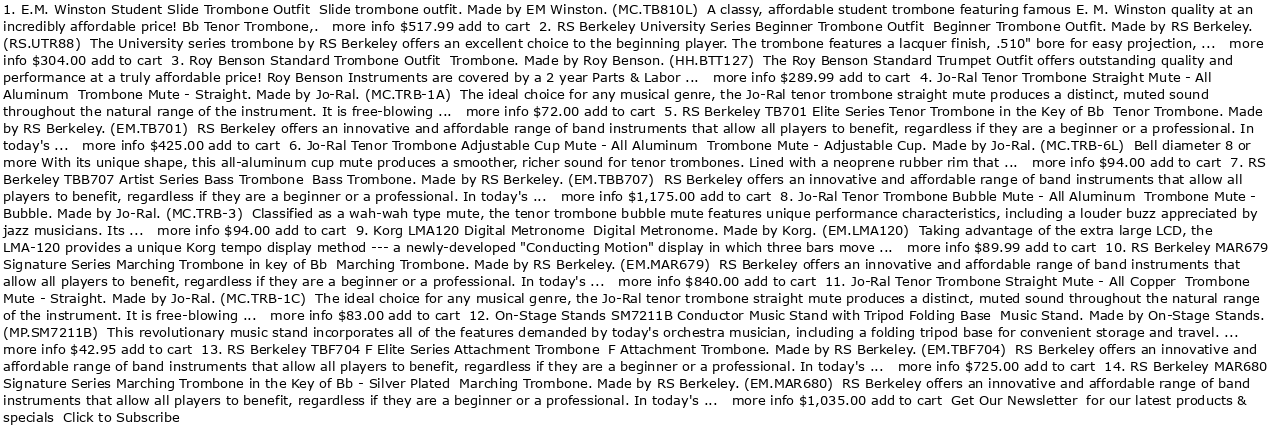 1. E.M. Winston Student Slide Trombone Outfit  Slide trombone outfit. Made by EM Winston. (MC.TB810L)  A classy, affordable student trombone featuring famous E. M. Winston quality at an
incredibly affordable price! Bb Tenor Trombone,.   more info $517.99 add to cart  2. RS Berkeley University Series Beginner Trombone Outfit  Beginner Trombone Outfit. Made by RS Berkeley.
(RS.UTR88)  The University series trombone by RS Berkeley offers an excellent choice to the beginning player. The trombone features a lacquer finish, .510" bore for easy projection, ...   more
info $304.00 add to cart  3. Roy Benson Standard Trombone Outfit  Trombone. Made by Roy Benson. (HH.BTT127)  The Roy Benson Standard Trumpet Outfit offers outstanding quality and
performance at a truly affordable price! Roy Benson Instruments are covered by a 2 year Parts & Labor ...   more info $289.99 add to cart  4. Jo-Ral Tenor Trombone Straight Mute - All
Aluminum  Trombone Mute - Straight. Made by Jo-Ral. (MC.TRB-1A)  The ideal choice for any musical genre, the Jo-Ral tenor trombone straight mute produces a distinct, muted sound
throughout the natural range of the instrument. It is free-blowing ...   more info $72.00 add to cart  5. RS Berkeley TB701 Elite Series Tenor Trombone in the Key of Bb  Tenor Trombone. Made
by RS Berkeley. (EM.TB701)  RS Berkeley offers an innovative and affordable range of band instruments that allow all players to benefit, regardless if they are a beginner or a professional. In
today's ...   more info $425.00 add to cart  6. Jo-Ral Tenor Trombone Adjustable Cup Mute - All Aluminum  Trombone Mute - Adjustable Cup. Made by Jo-Ral. (MC.TRB-6L)  Bell diameter 8 or
more With its unique shape, this all-aluminum cup mute produces a smoother, richer sound for tenor trombones. Lined with a neoprene rubber rim that ...   more info $94.00 add to cart  7. RS
Berkeley TBB707 Artist Series Bass Trombone  Bass Trombone. Made by RS Berkeley. (EM.TBB707)  RS Berkeley offers an innovative and affordable range of band instruments that allow all
players to benefit, regardless if they are a beginner or a professional. In today's ...   more info $1,175.00 add to cart  8. Jo-Ral Tenor Trombone Bubble Mute - All Aluminum  Trombone Mute -
Bubble. Made by Jo-Ral. (MC.TRB-3)  Classified as a wah-wah type mute, the tenor trombone bubble mute features unique performance characteristics, including a louder buzz appreciated by
jazz musicians. Its ...   more info $94.00 add to cart  9. Korg LMA120 Digital Metronome  Digital Metronome. Made by Korg. (EM.LMA120)  Taking advantage of the extra large LCD, the
LMA-120 provides a unique Korg tempo display method --- a newly-developed "Conducting Motion" display in which three bars move ...   more info $89.99 add to cart  10. RS Berkeley MAR679
Signature Series Marching Trombone in key of Bb  Marching Trombone. Made by RS Berkeley. (EM.MAR679)  RS Berkeley offers an innovative and affordable range of band instruments that
allow all players to benefit, regardless if they are a beginner or a professional. In today's ...   more info $840.00 add to cart  11. Jo-Ral Tenor Trombone Straight Mute - All Copper  Trombone
Mute - Straight. Made by Jo-Ral. (MC.TRB-1C)  The ideal choice for any musical genre, the Jo-Ral tenor trombone straight mute produces a distinct, muted sound throughout the natural range
of the instrument. It is free-blowing ...   more info $83.00 add to cart  12. On-Stage Stands SM7211B Conductor Music Stand with Tripod Folding Base  Music Stand. Made by On-Stage Stands.
(MP.SM7211B)  This revolutionary music stand incorporates all of the features demanded by today's orchestra musician, including a folding tripod base for convenient storage and travel. ...
more info $42.95 add to cart  13. RS Berkeley TBF704 F Elite Series Attachment Trombone  F Attachment Trombone. Made by RS Berkeley. (EM.TBF704)  RS Berkeley offers an innovative and
affordable range of band instruments that allow all players to benefit, regardless if they are a beginner or a professional. In today's ...   more info $725.00 add to cart  14. RS Berkeley MAR680
Signature Series Marching Trombone in the Key of Bb - Silver Plated  Marching Trombone. Made by RS Berkeley. (EM.MAR680)  RS Berkeley offers an innovative and affordable range of band
instruments that allow all players to benefit, regardless if they are a beginner or a professional. In today's ...   more info $1,035.00 add to cart  Get Our Newsletter  for our latest products &
specials  Click to Subscribe